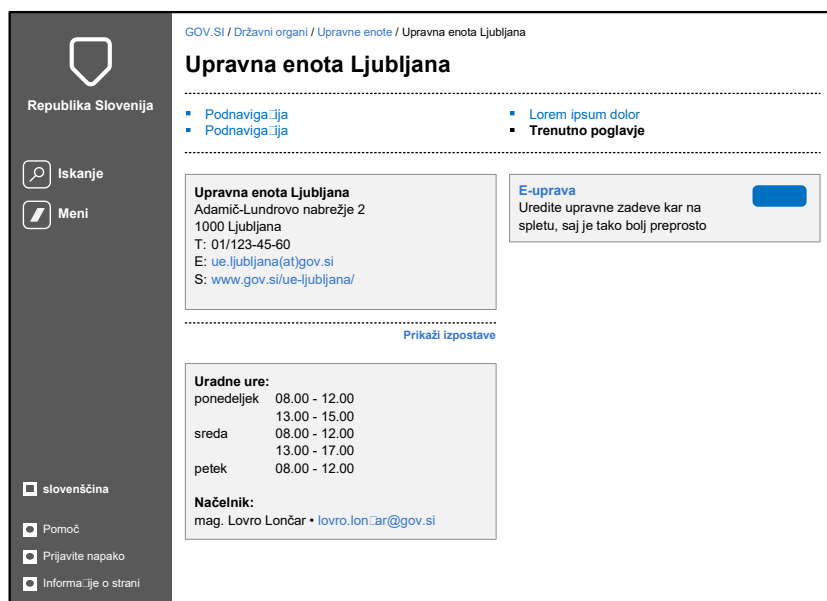 GOV.SI / Državni organi / Upravne enote / Upravna enota Ljubljana
Upravna enota Ljubljana
Republika Slovenija
Iskanje
Meni
Podnaviga□ija
Podnaviga□ija
Lorem ipsum dolor
Trenutno poglavje
Upravna enota Ljubljana
Adamič-Lundrovo nabrežje 2
1000 Ljubljana
T: 01/123-45-60
E: ue.ljubljana(at)gov.si
S: www.gov.si/ue-ljubljana/
E-uprava
Uredite upravne zadeve kar na
spletu, saj je tako bolj preprosto
Prikaži izpostave
Uradne ure:
ponedeljek 08.00 - 12.00
13.00 - 15.00
sreda 08.00 - 12.00
13.00 - 17.00
petek 08.00 - 12.00
Načelnik:
mag. Lovro Lončar • lovro.lon□ar@gov.si
slovenščina
Pomoč
Prijavite napako
Informa□ije o strani